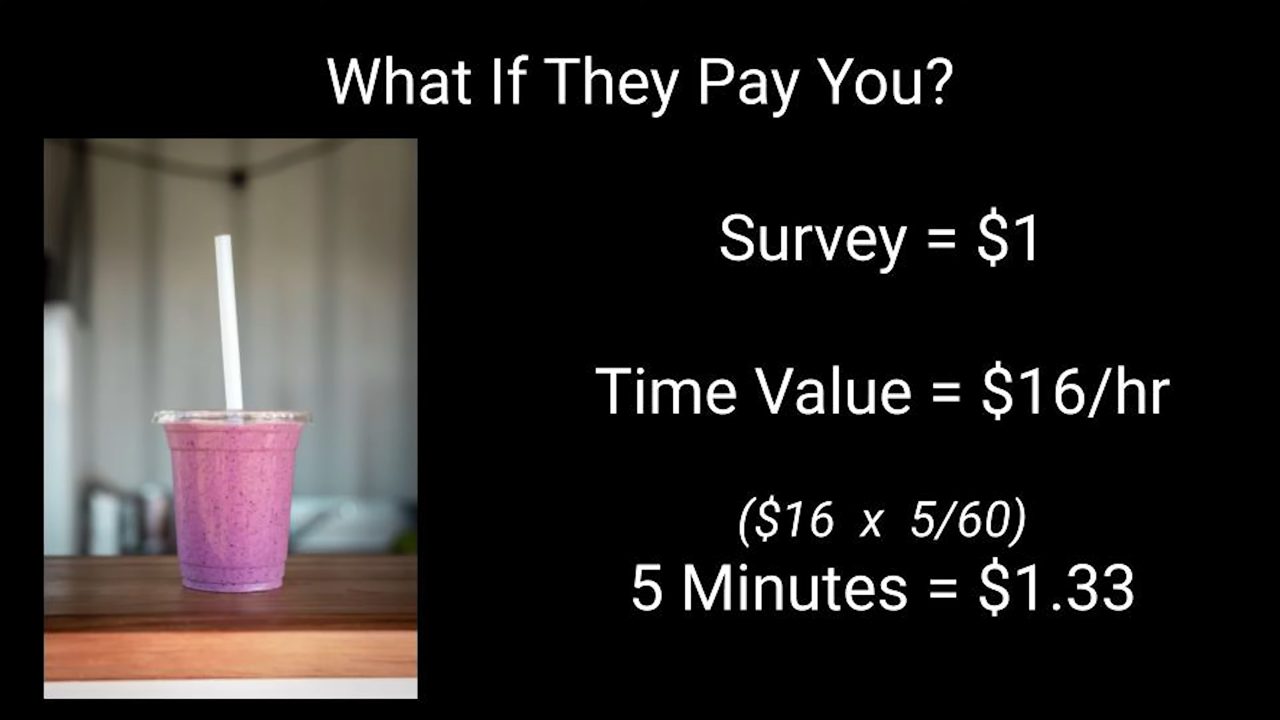 What If They Pay You?
Survey = $1
Time Value = $16/hr
($16 x 5/60)
5 Minutes = $1.33